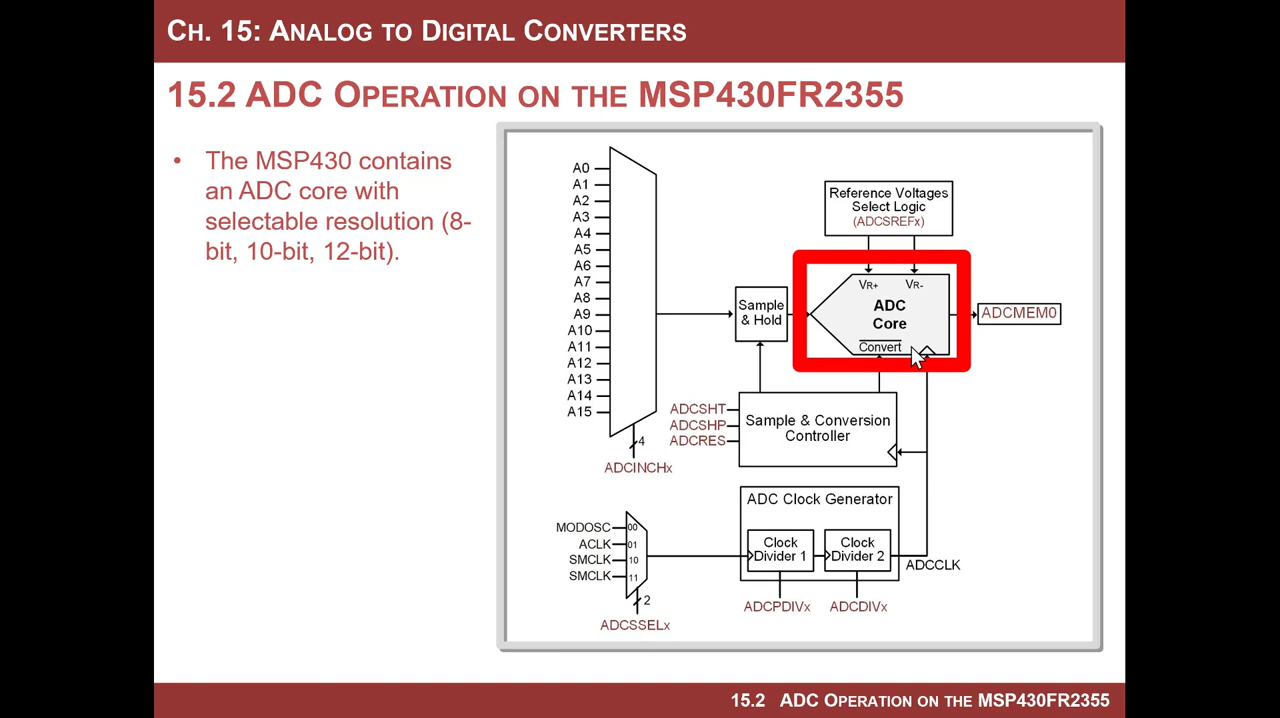 CH. 15: ANALOG TO DIGITAL CONVERTERS
15.2 ADC OPERATION ON THE MSP430FR2355
• The MSP430 contains
an ADC core with
selectable resolution (8-
bit, 10-bit, 12-bit).
A0
A1
A2
A3
A4
A5
A6
A7
A8
A9
A10
A11
A12
A13
A14
A15
4
ADCINCHx
Reference Voltages
Select Logic
(ADCSREFx)
Sample
& Hold
VR+ VR-
ADC
Core
Convert
ADCMEM0
ADCSHT
ADCSHP
ADCRES
Sample & Conversion
Controller
ADC Clock Generator
MODOSC 00
ACLK 01
SMCLK 10
SMCLK 11
2
ADCSSELx
Clock
Divider 1
Clock
Divider 2
ADCCLK
ADCPDIVx
ADCDIVx
15.2 ADC OPERATION ON THE MSP430FR2355